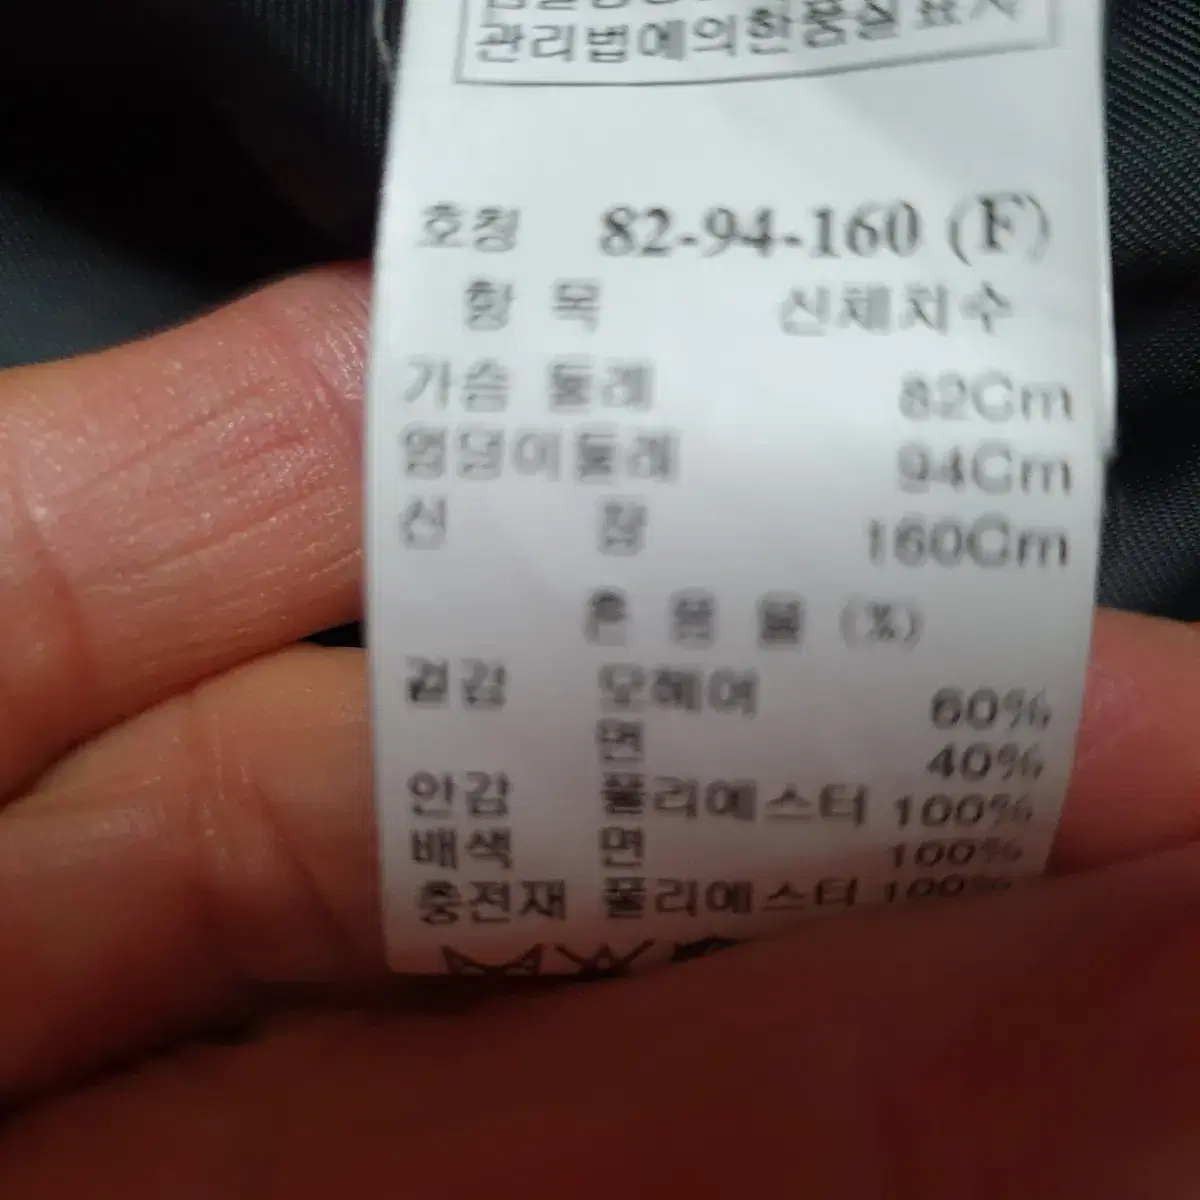 관리법에의한품질표시
호칭 82-94-160 (F)
항 목 신체치수
가슴 둘레 82Cm
엉덩이둘레 94Cm
신 장 160Cm
혼 용 율 (%)
겉감 모헤어 60%
면 40%
안감 폴리에스터 100%
배색 면 100%
충전재 폴리에스터 100%